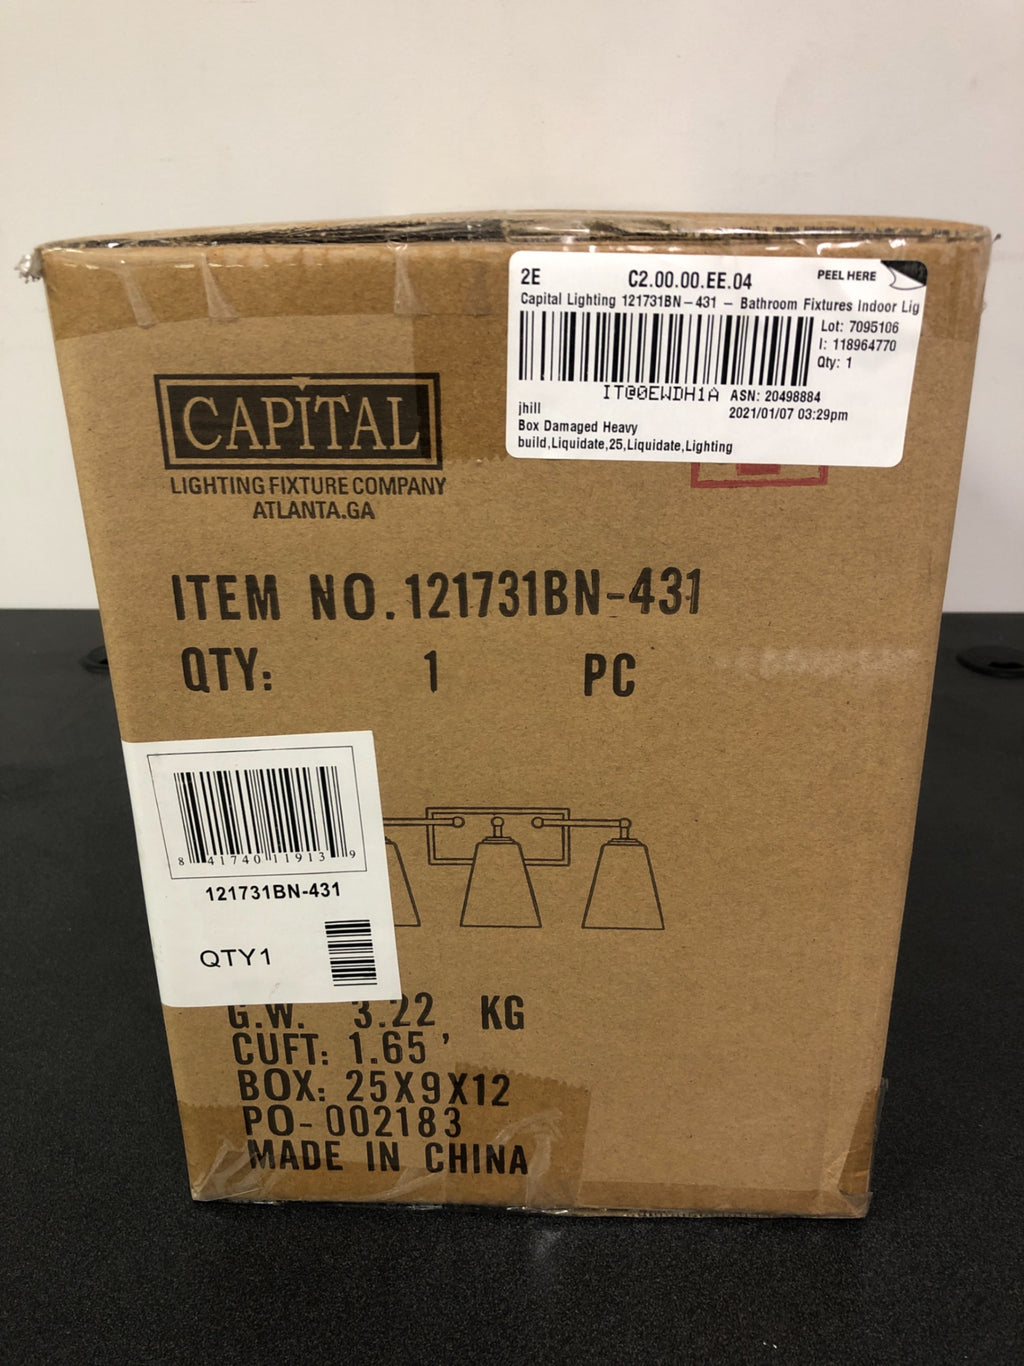 2E C2.00.00.EE.04 PEEL HERE
Capital Lighting 121731BN-431 - Bathroom Fixtures Indoor Lig
Lot: 7095106
I: 118964770
Qty: 1
IT@0EWDH1A ASN: 20498884
jhill 2021/01/07 03:29pm
Box Damaged Heavy
build,Liquidate,25,Liquidate,Lighting
CAPITAL
LIGHTING FIXTURE COMPANY
ATLANTA.GA
ITEM NO.121731BN-431
QTY: 1 PC
8 41740 11913 9
121731BN-431
QTY1
G.W. 3.22 KG
CUFT: 1.65 '
BOX: 25X9X12
PO-002183
MADE IN CHINA